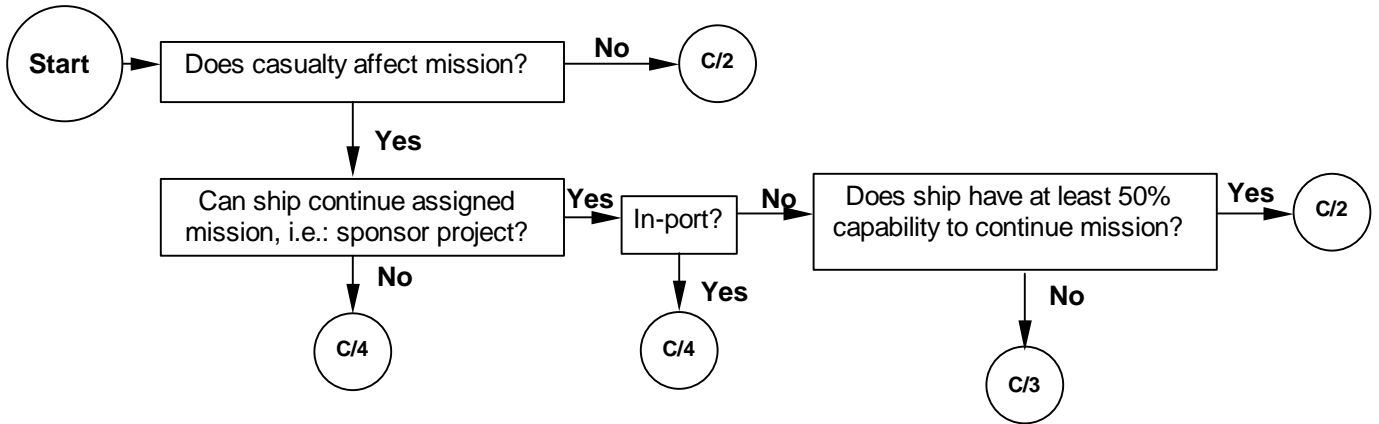 Start
Does casualty affect mission?
No
C/2
Yes
Can ship continue assigned
mission, i.e.: sponsor project?
Yes
In-port?
No
Does ship have at least 50%
capability to continue mission?
Yes
C/2
No
C/4
Yes
C/4
No
C/3